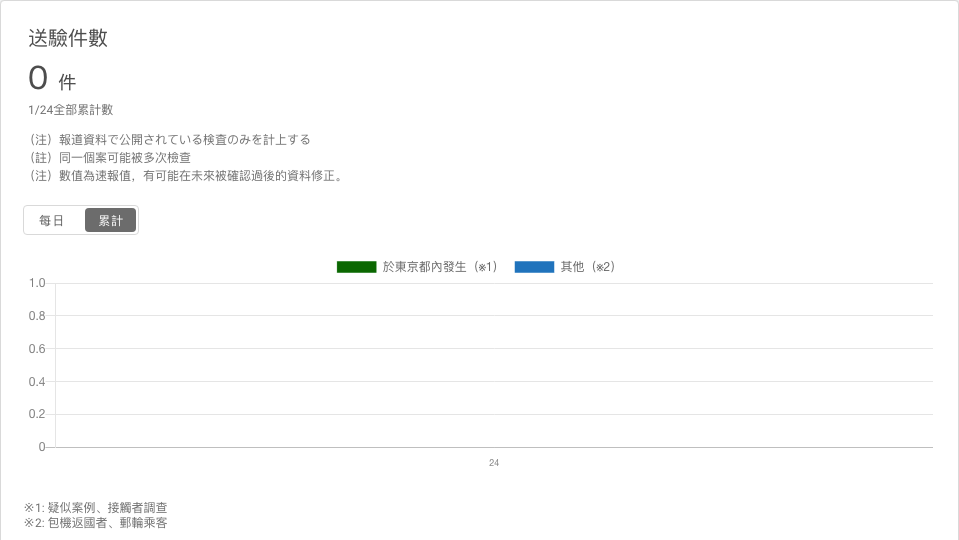 送驗件數
0 件
1/24全部累計數
（注）報道資料で公開されている検査のみを計上する
（註）同一個案可能被多次檢查
（注）數值為速報值，有可能在未來被確認過後的資料修正。
每日 累計
於東京都內發生（※1） 其他（※2）
1.0
0.8
0.6
0.4
0.2
0
24
※1: 疑似案例、接觸者調查
※2: 包機返國者、郵輪乘客